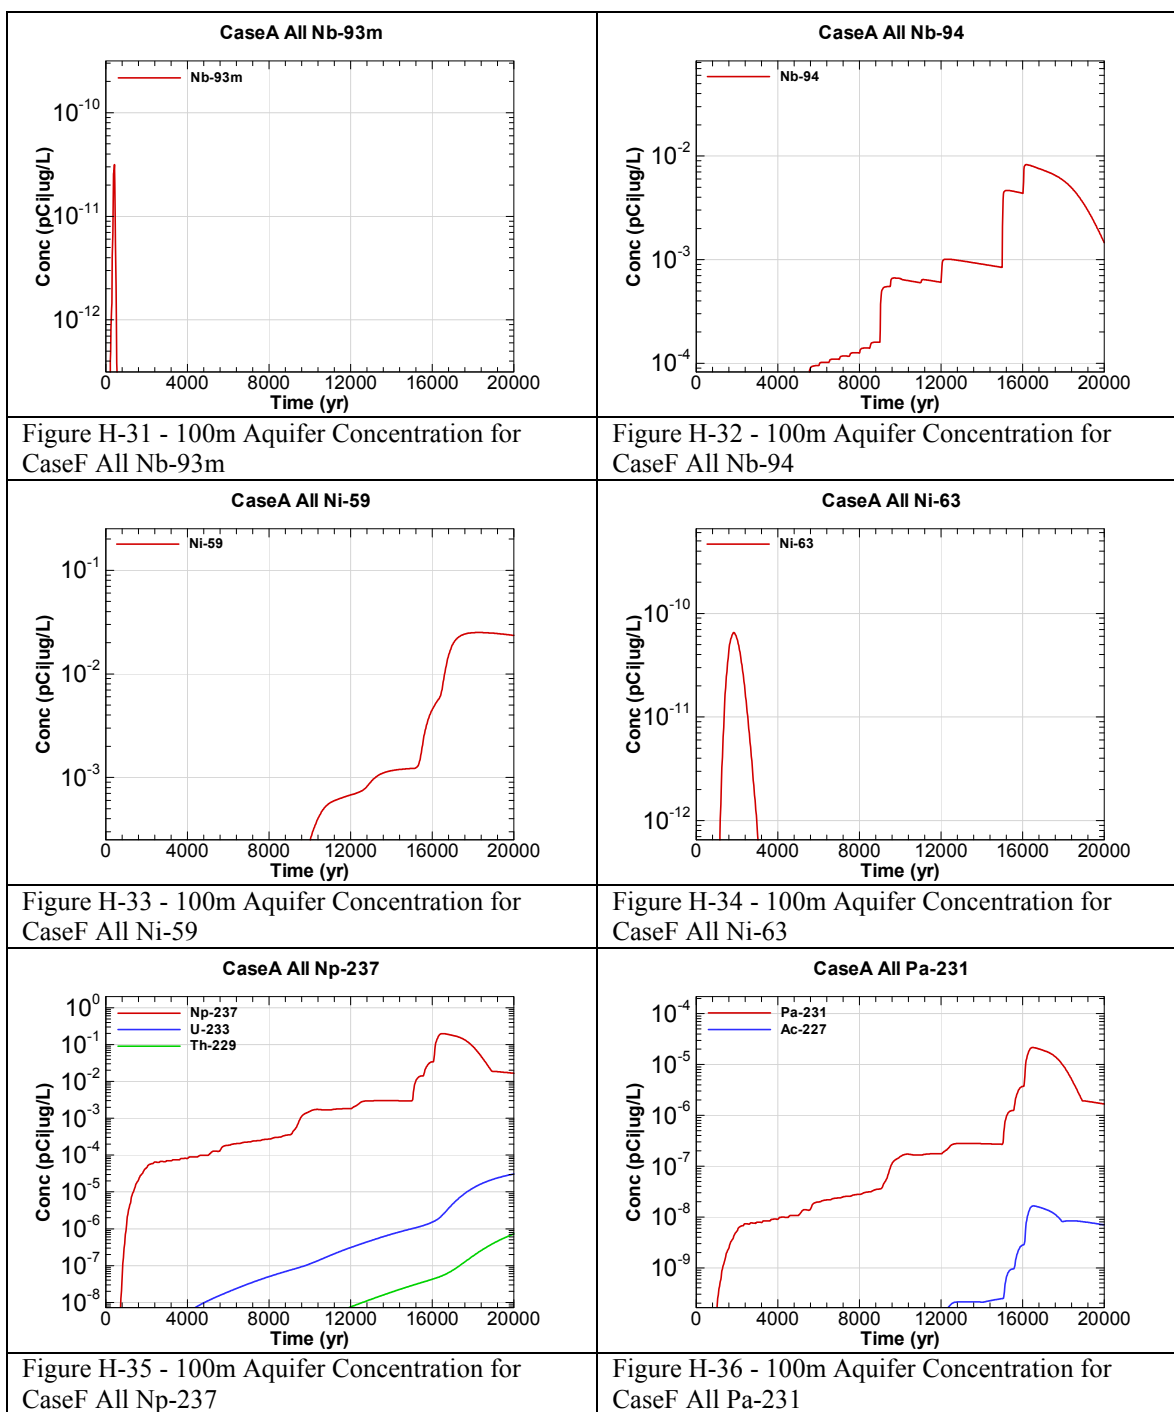 CaseA All Nb-93m
Nb-93m
10-10
10-11
10-12
Conc (pCi|ug/L)
0 4000 8000 12000 16000 20000
Time (yr)
Figure H-31 - 100m Aquifer Concentration for
CaseF All Nb-93m
CaseA All Nb-94
Nb-94
10-2
10-3
10-4
Conc (pCi|ug/L)
0 4000 8000 12000 16000 20000
Time (yr)
Figure H-32 - 100m Aquifer Concentration for
CaseF All Nb-94
CaseA All Ni-59
Ni-59
10-1
10-2
10-3
Conc (pCi|ug/L)
0 4000 8000 12000 16000 20000
Time (yr)
Figure H-33 - 100m Aquifer Concentration for
CaseF All Ni-59
CaseA All Ni-63
Ni-63
10-10
10-11
10-12
Conc (pCi|ug/L)
0 4000 8000 12000 16000 20000
Time (yr)
Figure H-34 - 100m Aquifer Concentration for
CaseF All Ni-63
CaseA All Np-237
Np-237
U-233
Th-229
100
10-1
10-2
10-3
10-4
10-5
10-6
10-7
10-8
Conc (pCi|ug/L)
0 4000 8000 12000 16000 20000
Time (yr)
Figure H-35 - 100m Aquifer Concentration for
CaseF All Np-237
CaseA All Pa-231
Pa-231
Ac-227
10-4
10-5
10-6
10-7
10-8
10-9
Conc (pCi|ug/L)
0 4000 8000 12000 16000 20000
Time (yr)
Figure H-36 - 100m Aquifer Concentration for
CaseF All Pa-231